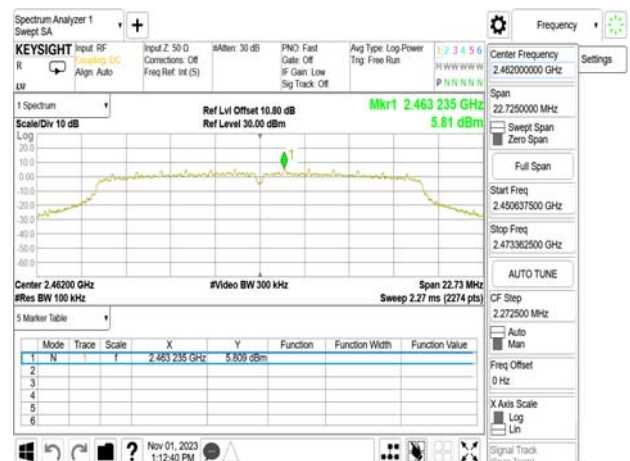 Spectrum Analyzer 1
Swept SA
+
Frequency
KEYSIGHT
R
Input: RF
Coupling: DC
Align: Auto
Input Z: 50 Ω
Corrections: Off
Freq Ref: Int (S)
#Atten: 30 dB
PNO: Fast
Gate: Off
IF Gain: Low
Sig Track: Off
Avg Type: Log-Power
Trig: Free Run
1 2 3 4 5 6
M W W W W W
P N N N N N
Center Frequency
2.462000000 GHz
Settings
Span
22.7250000 MHz
Swept Span
Zero Span
Full Span
Start Freq
2.450637500 GHz
Stop Freq
2.473362500 GHz
AUTO TUNE
CF Step
2.272500 MHz
Auto
Man
Freq Offset
0 Hz
X Axis Scale
Log
Lin
Signal Track
1 Spectrum
Scale/Div 10 dB
Ref Lvl Offset 10.80 dB
Ref Level 30.00 dBm
Mkr1 2.463 235 GHz
5.81 dBm
Log
20.0
10.0
0.00
-10.0
-20.0
-30.0
-40.0
-50.0
-60.0
1
Center 2.46200 GHz
#Res BW 100 kHz
#Video BW 300 kHz
Span 22.73 MHz
Sweep 2.27 ms (2274 pts)
5 Marker Table
Mode Trace Scale X Y Function Function Width Function Value
1 N 1 f 2.463 235 GHz 5.809 dBm
2
3
4
5
6
?
Nov 01, 2023
1:12:40 PM